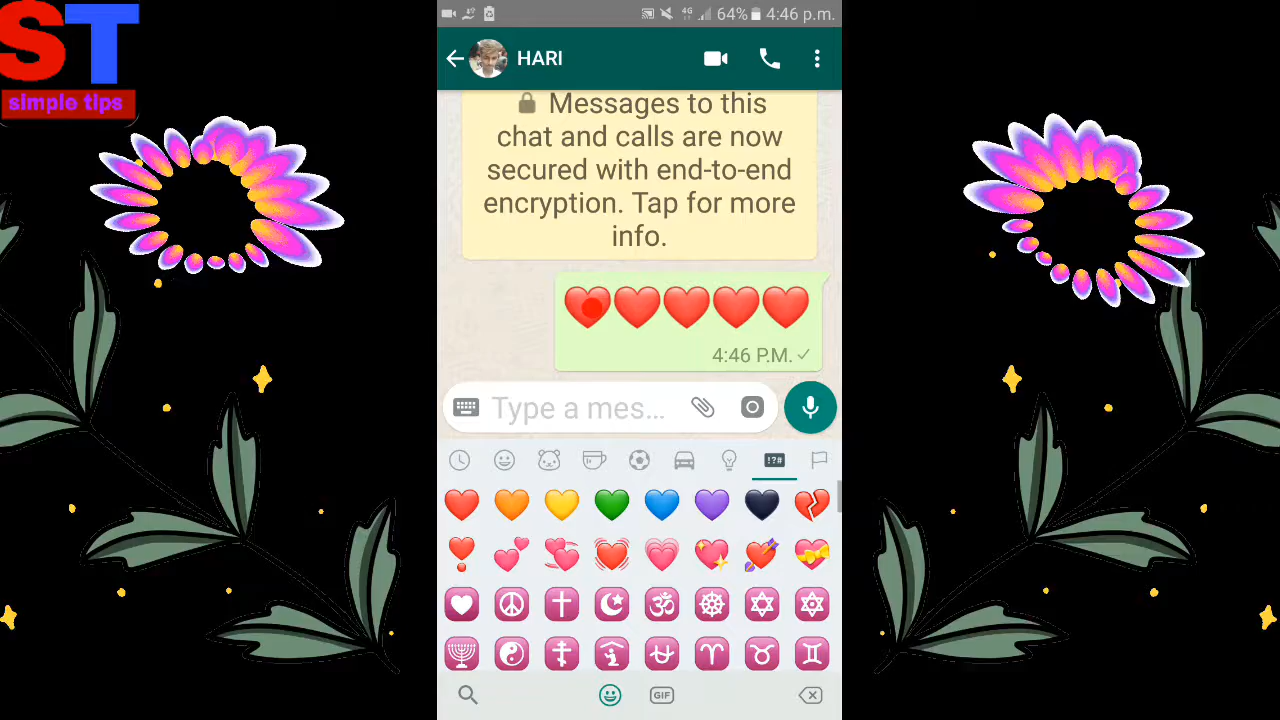 ST
simple tips
4G 64% 4:46 p.m.
HARI
Messages to this
chat and calls are now
secured with end-to-end
encryption. Tap for more
info.
❤❤❤❤❤
4:46 P.M.
Type a mes...
!?#
GIF